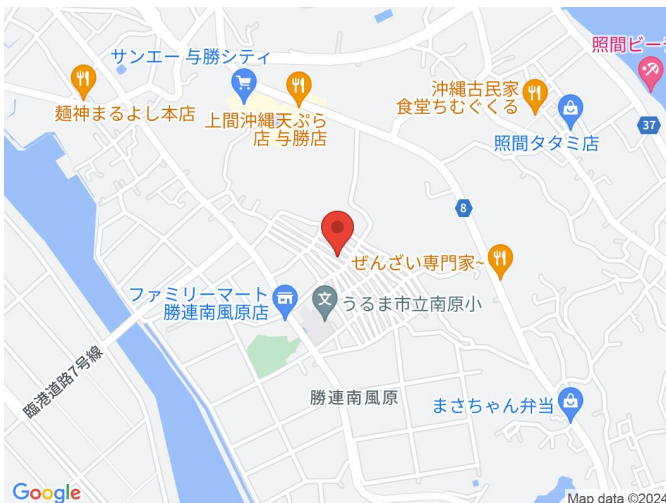 サンエー 与勝シティ
照間ビーチ
麺神まるよし本店
上間沖縄天ぷら
店 与勝店
沖縄古民家
食堂ちむぐくる
照間タタミ店
37
8
ぜんざい専門家~
ファミリーマート
勝連南風原店
文
うるま市立南原小
臨港道路7号線
勝連南風原
まさちゃん弁当
Google
Map data ©2024